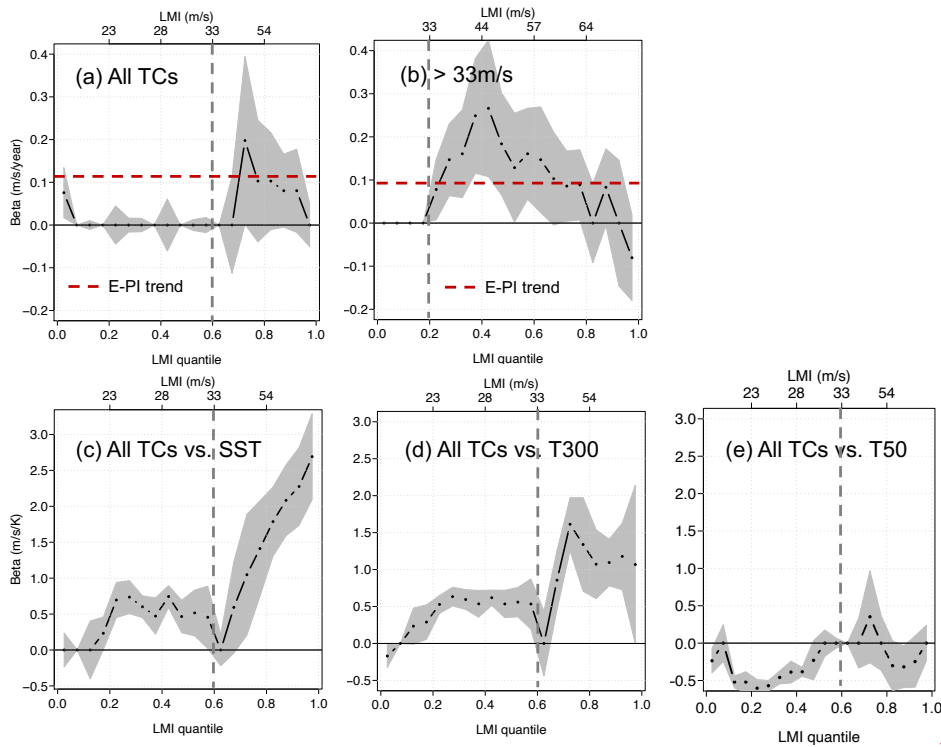 LMI (m/s)
23 28 33 54
(a) All TCs
Beta (m/s/year)
0.4
0.3
0.2
0.1
0.0
−0.1
−0.2
E-PI trend
0.0 0.2 0.4 0.6 0.8 1.0
LMI quantile
LMI (m/s)
33 44 57 64
(b) > 33m/s
0.4
0.3
0.2
0.1
0.0
−0.1
−0.2
E-PI trend
0.0 0.2 0.4 0.6 0.8 1.0
LMI quantile
LMI (m/s)
23 28 33 54
(c) All TCs vs. SST
Beta (m/s/K)
3.0
2.5
2.0
1.5
1.0
0.5
0.0
−0.5
0.0 0.2 0.4 0.6 0.8 1.0
LMI quantile
LMI (m/s)
23 28 33 54
(d) All TCs vs. T300
3.0
2.5
2.0
1.5
1.0
0.5
0.0
−0.5
0.0 0.2 0.4 0.6 0.8 1.0
LMI quantile
LMI (m/s)
23 28 33 54
(e) All TCs vs. T50
3.0
2.5
2.0
1.5
1.0
0.5
0.0
−0.5
0.0 0.2 0.4 0.6 0.8 1.0
LMI quantile